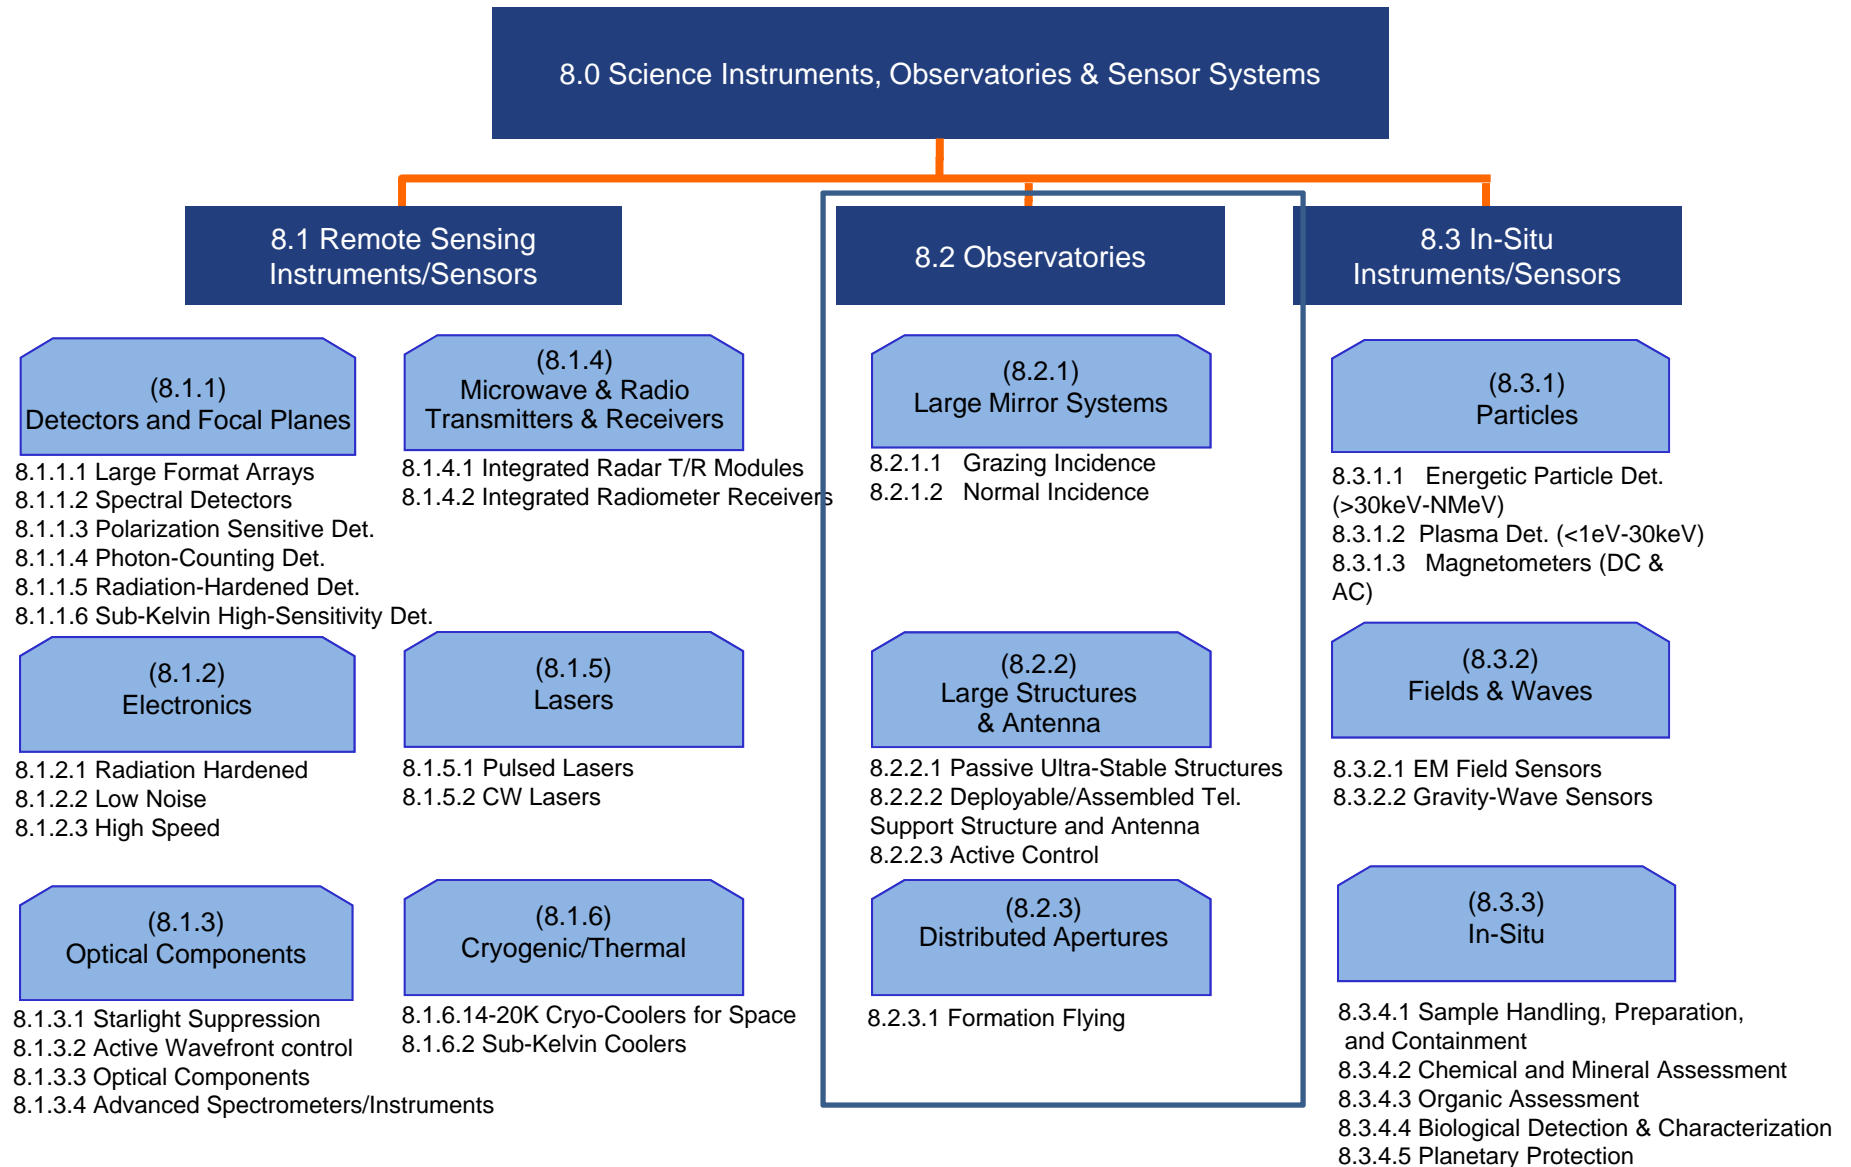 8.0 Science Instruments, Observatories & Sensor Systems
8.1 Remote Sensing
Instruments/Sensors
8.2 Observatories
8.3 In-Situ
Instruments/Sensors
(8.1.1)
Detectors and Focal Planes
8.1.1.1 Large Format Arrays
8.1.1.2 Spectral Detectors
8.1.1.3 Polarization Sensitive Det.
8.1.1.4 Photon-Counting Det.
8.1.1.5 Radiation-Hardened Det.
8.1.1.6 Sub-Kelvin High-Sensitivity Det.
(8.1.2)
Electronics
8.1.2.1 Radiation Hardened
8.1.2.2 Low Noise
8.1.2.3 High Speed
(8.1.3)
Optical Components
8.1.3.1 Starlight Suppression
8.1.3.2 Active Wavefront control
8.1.3.3 Optical Components
8.1.3.4 Advanced Spectrometers/Instruments
(8.1.4)
Microwave & Radio
Transmitters & Receivers
8.1.4.1 Integrated Radar T/R Modules
8.1.4.2 Integrated Radiometer Receivers
(8.1.5)
Lasers
8.1.5.1 Pulsed Lasers
8.1.5.2 CW Lasers
(8.1.6)
Cryogenic/Thermal
8.1.6.14-20K Cryo-Coolers for Space
8.1.6.2 Sub-Kelvin Coolers
(8.2.1)
Large Mirror Systems
8.2.1.1 Grazing Incidence
8.2.1.2 Normal Incidence
(8.2.2)
Large Structures
& Antenna
8.2.2.1 Passive Ultra-Stable Structures
8.2.2.2 Deployable/Assembled Tel.
Support Structure and Antenna
8.2.2.3 Active Control
(8.2.3)
Distributed Apertures
8.2.3.1 Formation Flying
(8.3.1)
Particles
8.3.1.1 Energetic Particle Det.
(>30keV-NMeV)
8.3.1.2 Plasma Det. (<1eV-30keV)
8.3.1.3 Magnetometers (DC &
AC)
(8.3.2)
Fields & Waves
8.3.2.1 EM Field Sensors
8.3.2.2 Gravity-Wave Sensors
(8.3.3)
In-Situ
8.3.4.1 Sample Handling, Preparation,
and Containment
8.3.4.2 Chemical and Mineral Assessment
8.3.4.3 Organic Assessment
8.3.4.4 Biological Detection & Characterization
8.3.4.5 Planetary Protection